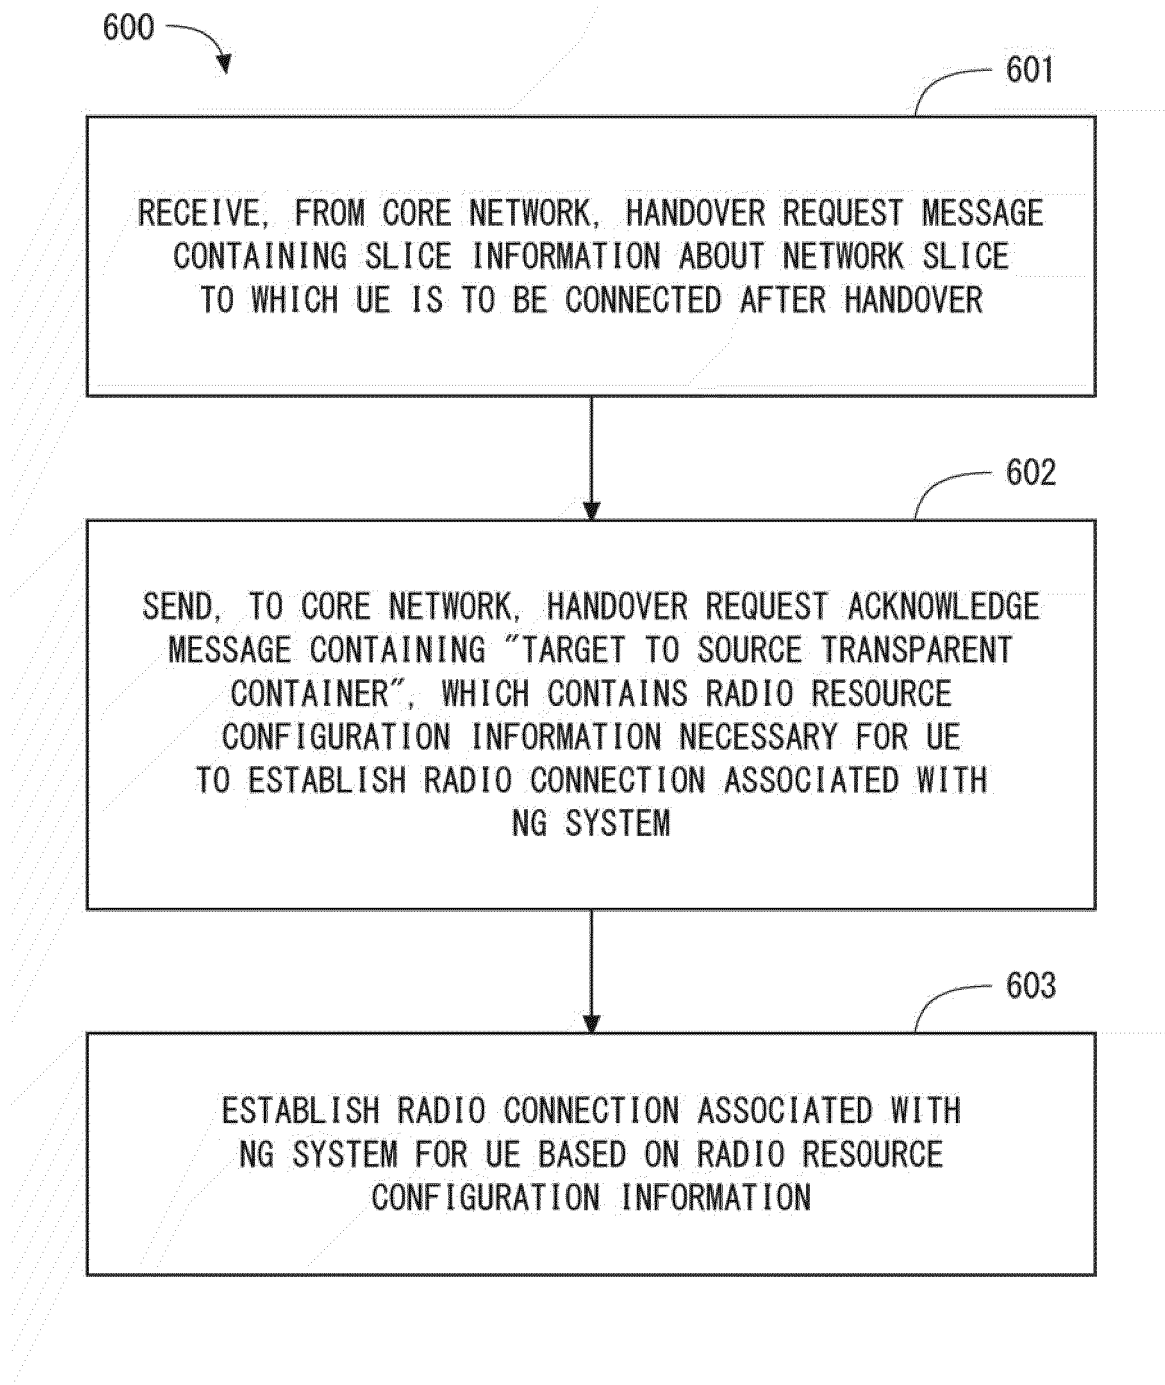 600
601
RECEIVE, FROM CORE NETWORK, HANDOVER REQUEST MESSAGE
CONTAINING SLICE INFORMATION ABOUT NETWORK SLICE
TO WHICH UE IS TO BE CONNECTED AFTER HANDOVER
602
SEND, TO CORE NETWORK, HANDOVER REQUEST ACKNOWLEDGE
MESSAGE CONTAINING "TARGET TO SOURCE TRANSPARENT
CONTAINER", WHICH CONTAINS RADIO RESOURCE
CONFIGURATION INFORMATION NECESSARY FOR UE
TO ESTABLISH RADIO CONNECTION ASSOCIATED WITH
NG SYSTEM
603
ESTABLISH RADIO CONNECTION ASSOCIATED WITH
NG SYSTEM FOR UE BASED ON RADIO RESOURCE
CONFIGURATION INFORMATION